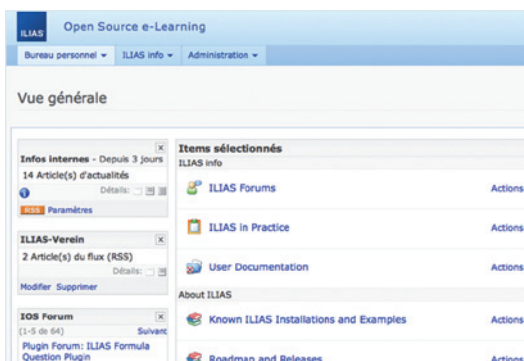 ILIAS
Open Source e-Learning
Bureau personnel
ILIAS info
Administration
Vue générale
Infos internes - Depuis 3 jours
14 Article(s) d'actualités
Détails:
RSS Paramètres
ILIAS-Verein
2 Article(s) du flux (RSS)
Détails:
Modifier Supprimer
IOS Forum
(1-5 de 64) Suivant
Plugin Forum: ILIAS Formula
Question Plugin
Items sélectionnés
ILIAS info
ILIAS Forums Actions
ILIAS in Practice Actions
User Documentation Actions
About ILIAS
Known ILIAS Installations and Examples Actions
Roadmap and Releases Actions